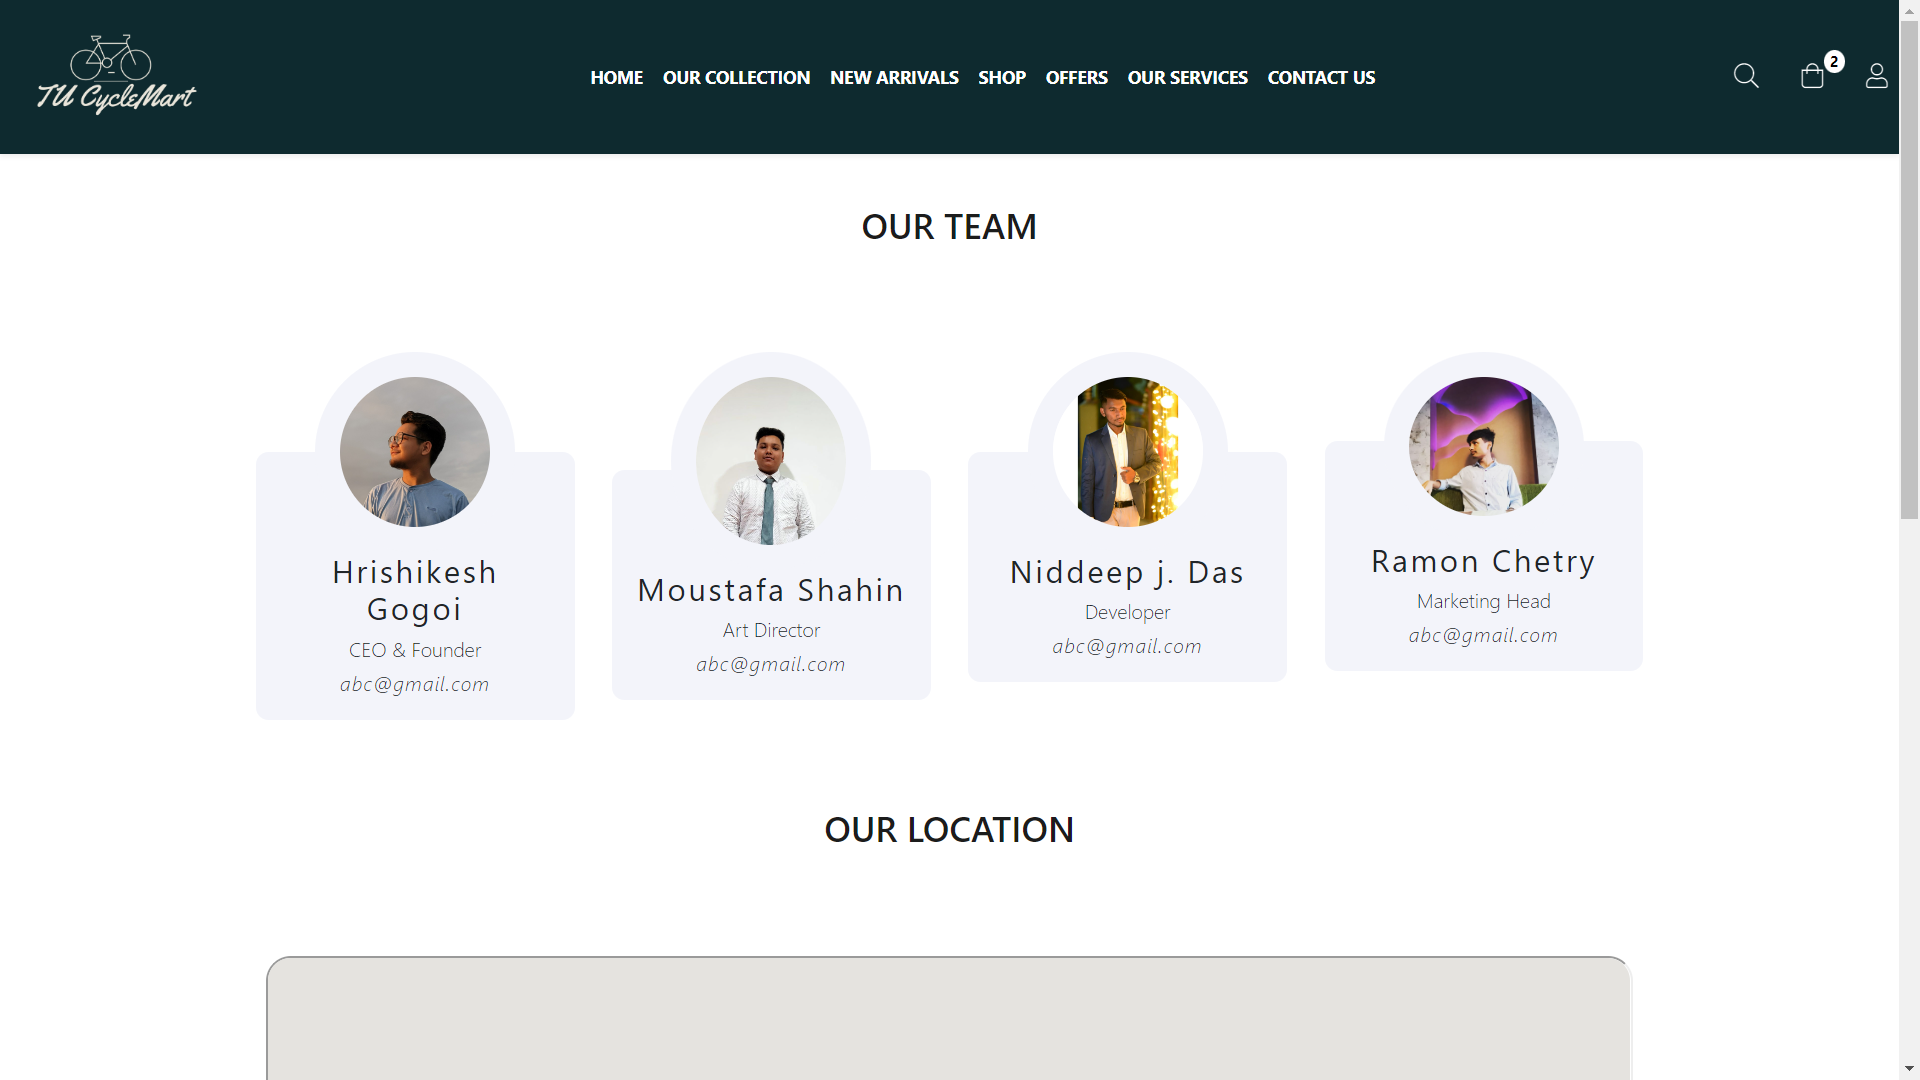 TU CycleMart
HOME OUR COLLECTION NEW ARRIVALS SHOP OFFERS OUR SERVICES CONTACT US
2
OUR TEAM
Hrishikesh
Gogoi
CEO & Founder
abc@gmail.com
Moustafa Shahin
Art Director
abc@gmail.com
Niddeep j. Das
Developer
abc@gmail.com
Ramon Chetry
Marketing Head
abc@gmail.com
OUR LOCATION